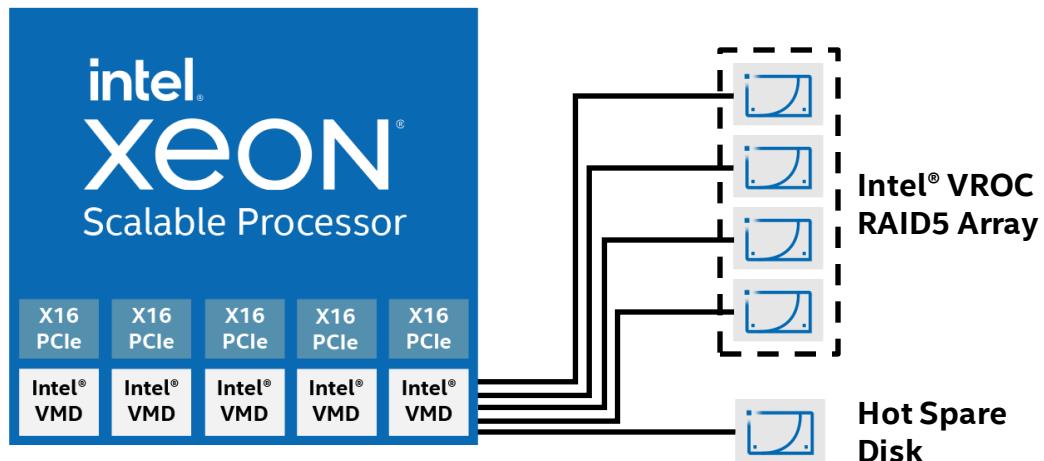 intel®
xeon®
Scalable Processor
X16
PCIe
X16
PCIe
X16
PCIe
X16
PCIe
X16
PCIe
Intel®
VMD
Intel®
VMD
Intel®
VMD
Intel®
VMD
Intel®
VMD
Intel® VROC
RAID5 Array
Hot Spare
Disk